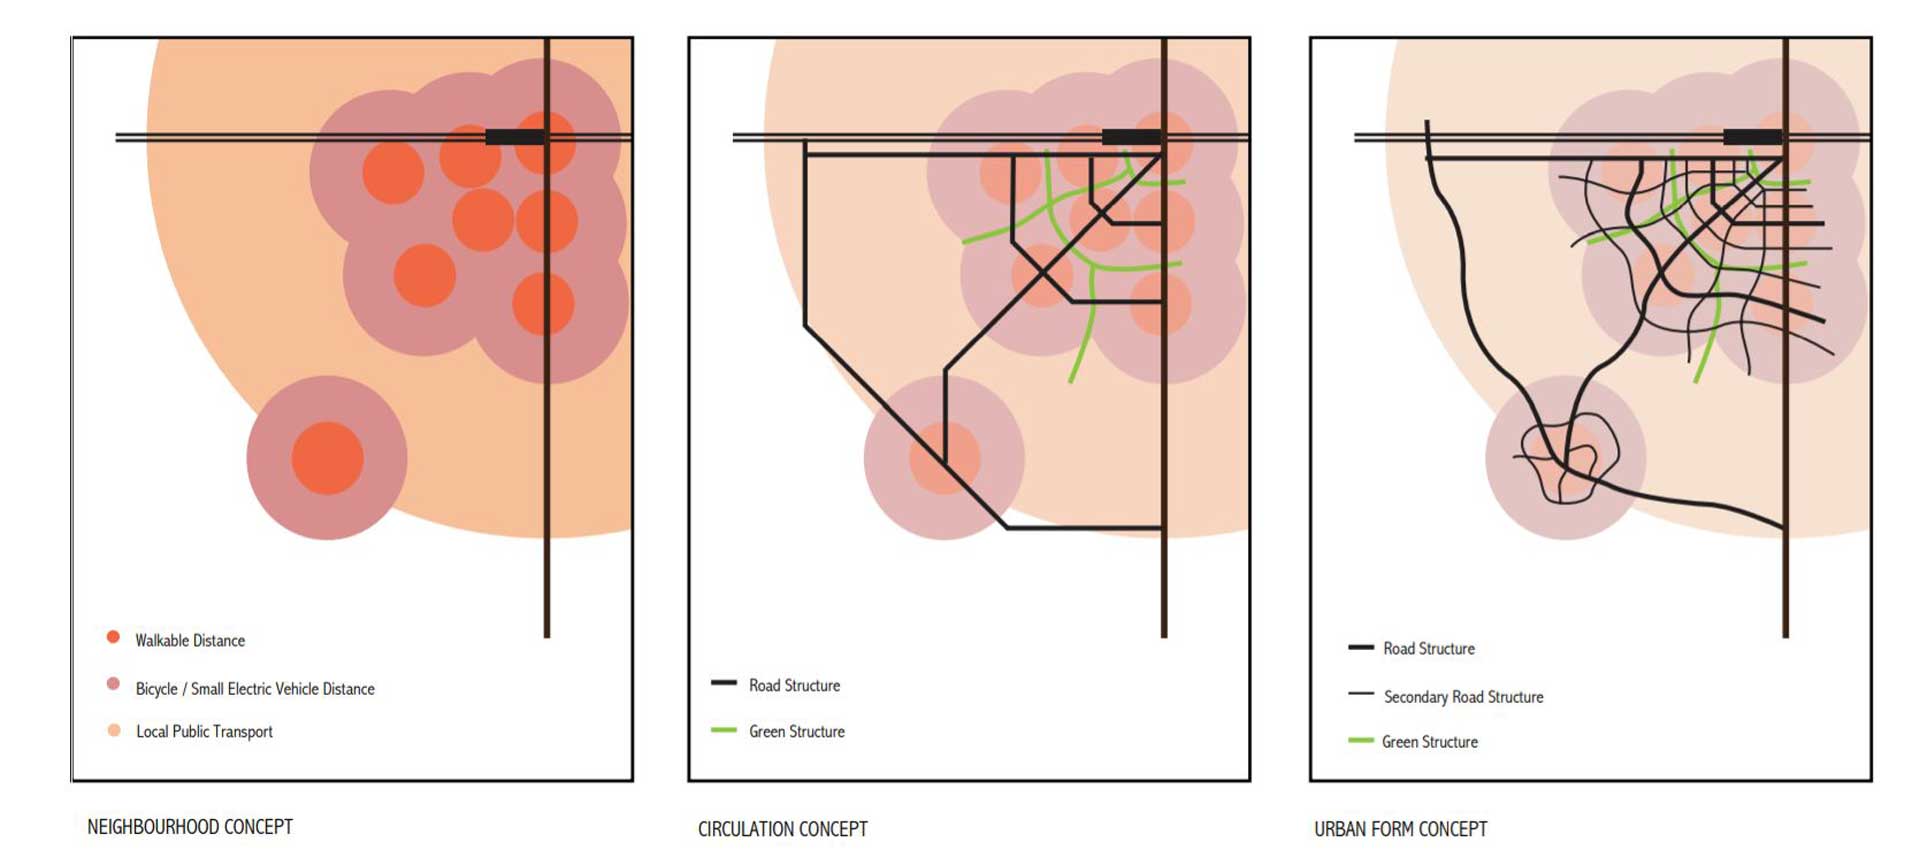 Walkable Distance
Bicycle / Small Electric Vehicle Distance
Local Public Transport
NEIGHBOURHOOD CONCEPT
Road Structure
Green Structure
CIRCULATION CONCEPT
Road Structure
Secondary Road Structure
Green Structure
URBAN FORM CONCEPT